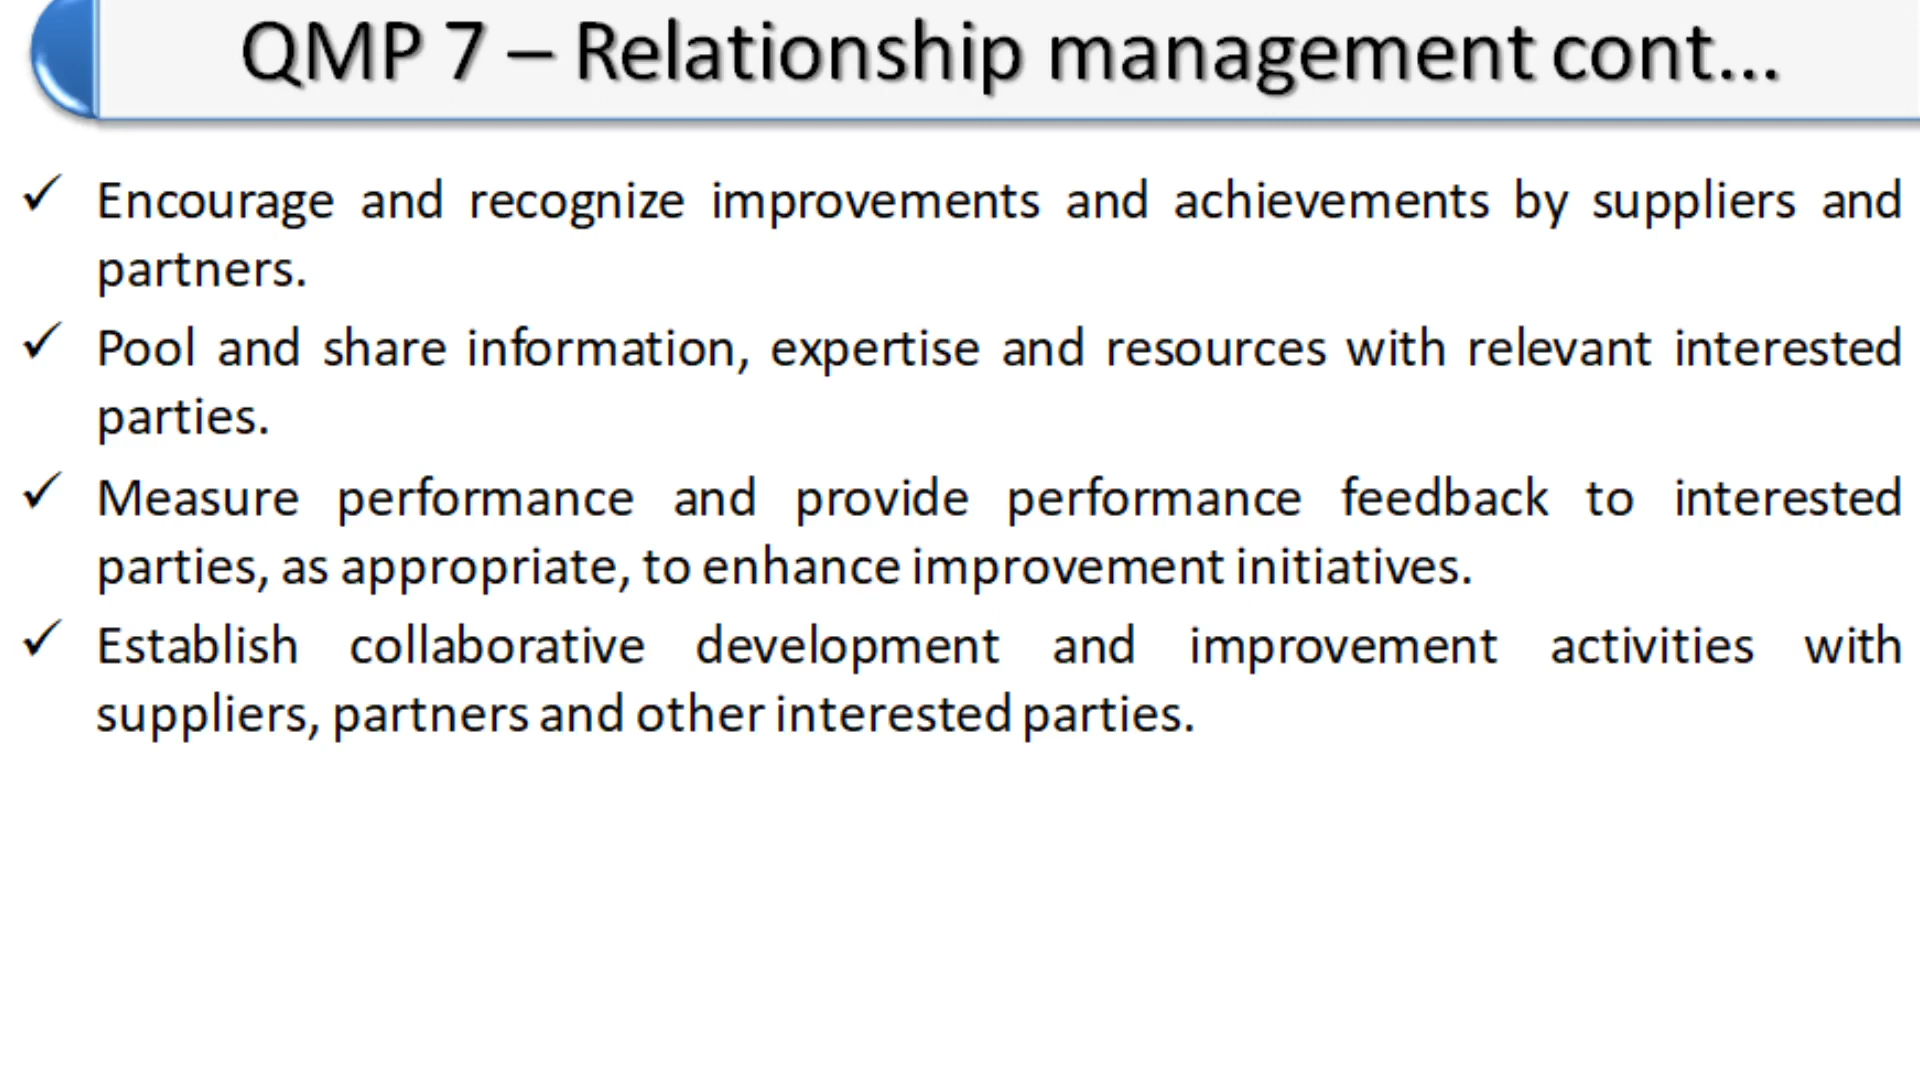 QMP 7 – Relationship management cont...
✓ Encourage and recognize improvements and achievements by suppliers and
partners.
✓ Pool and share information, expertise and resources with relevant interested
parties.
✓ Measure performance and provide performance feedback to interested
parties, as appropriate, to enhance improvement initiatives.
✓ Establish collaborative development and improvement activities with
suppliers, partners and other interested parties.